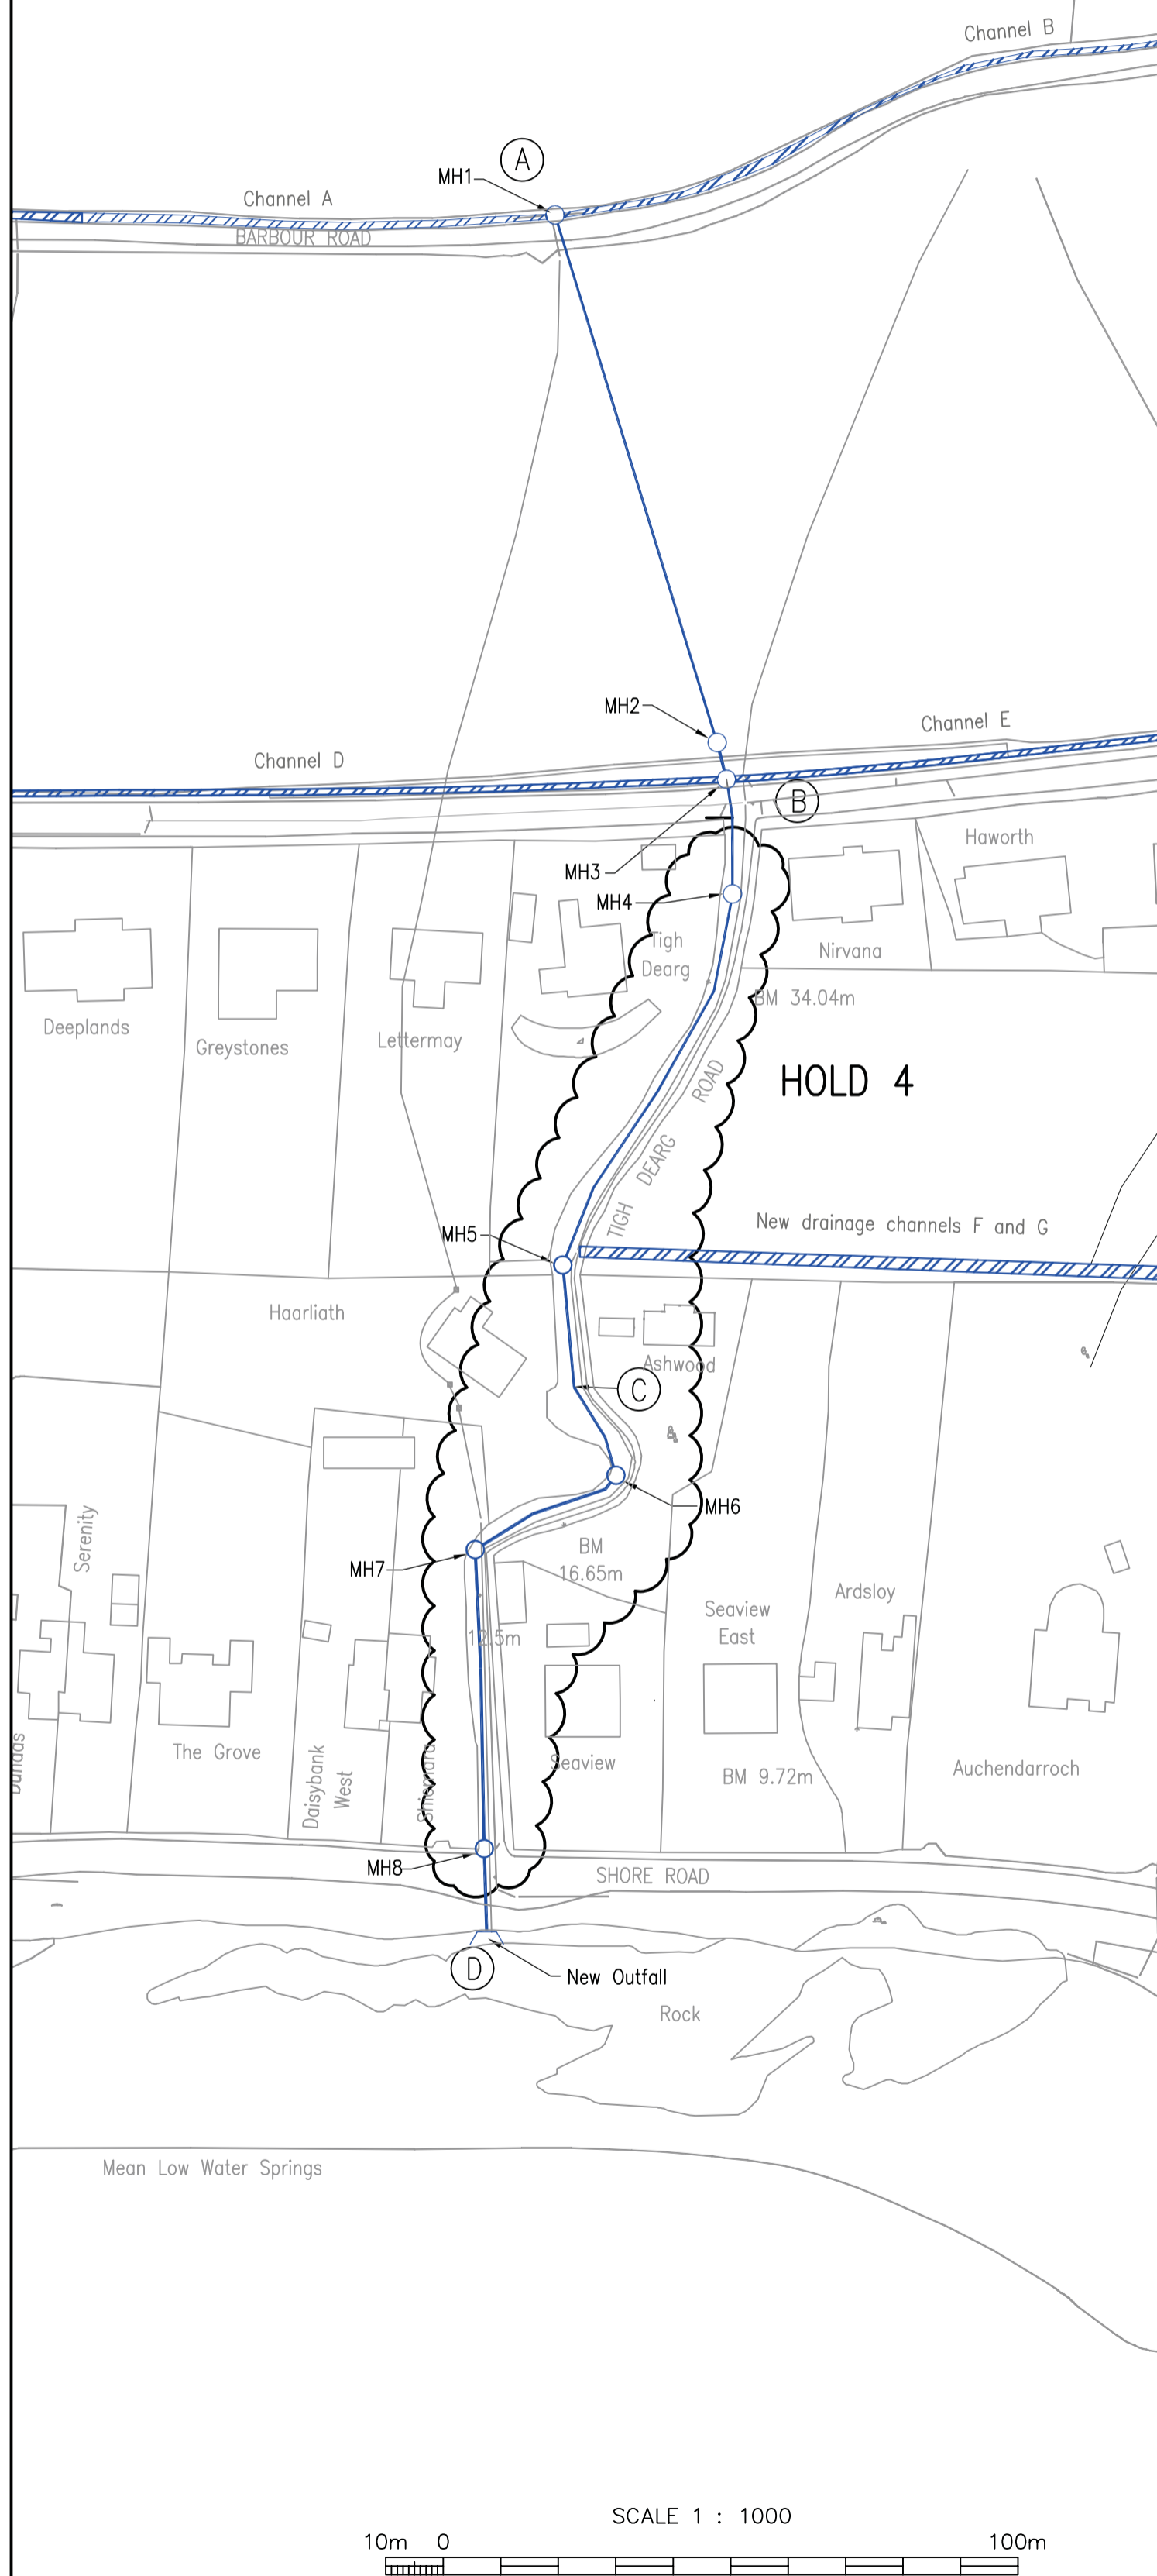 Channel B
A
MH1
Channel A
BARBOUR ROAD
MH2
Channel E
Channel D
B
Haworth
MH3
MH4
Tigh
Dearg
Nirvana
BM 34.04m
Deeplands
Greystones
Lettermay
HOLD 4
TIGH DEARG ROAD
New drainage channels F and G
MH5
Haarliath
Ashwood
C
MH6
Serenity
BM
16.65m
MH7
Ardsloy
Seaview
East
12.5m
The Grove
Daisybank
West
Seaview
BM 9.72m
Auchendarroch
MH8
SHORE ROAD
D
New Outfall
Rock
Mean Low Water Springs
SCALE 1 : 1000
10m 0 100m